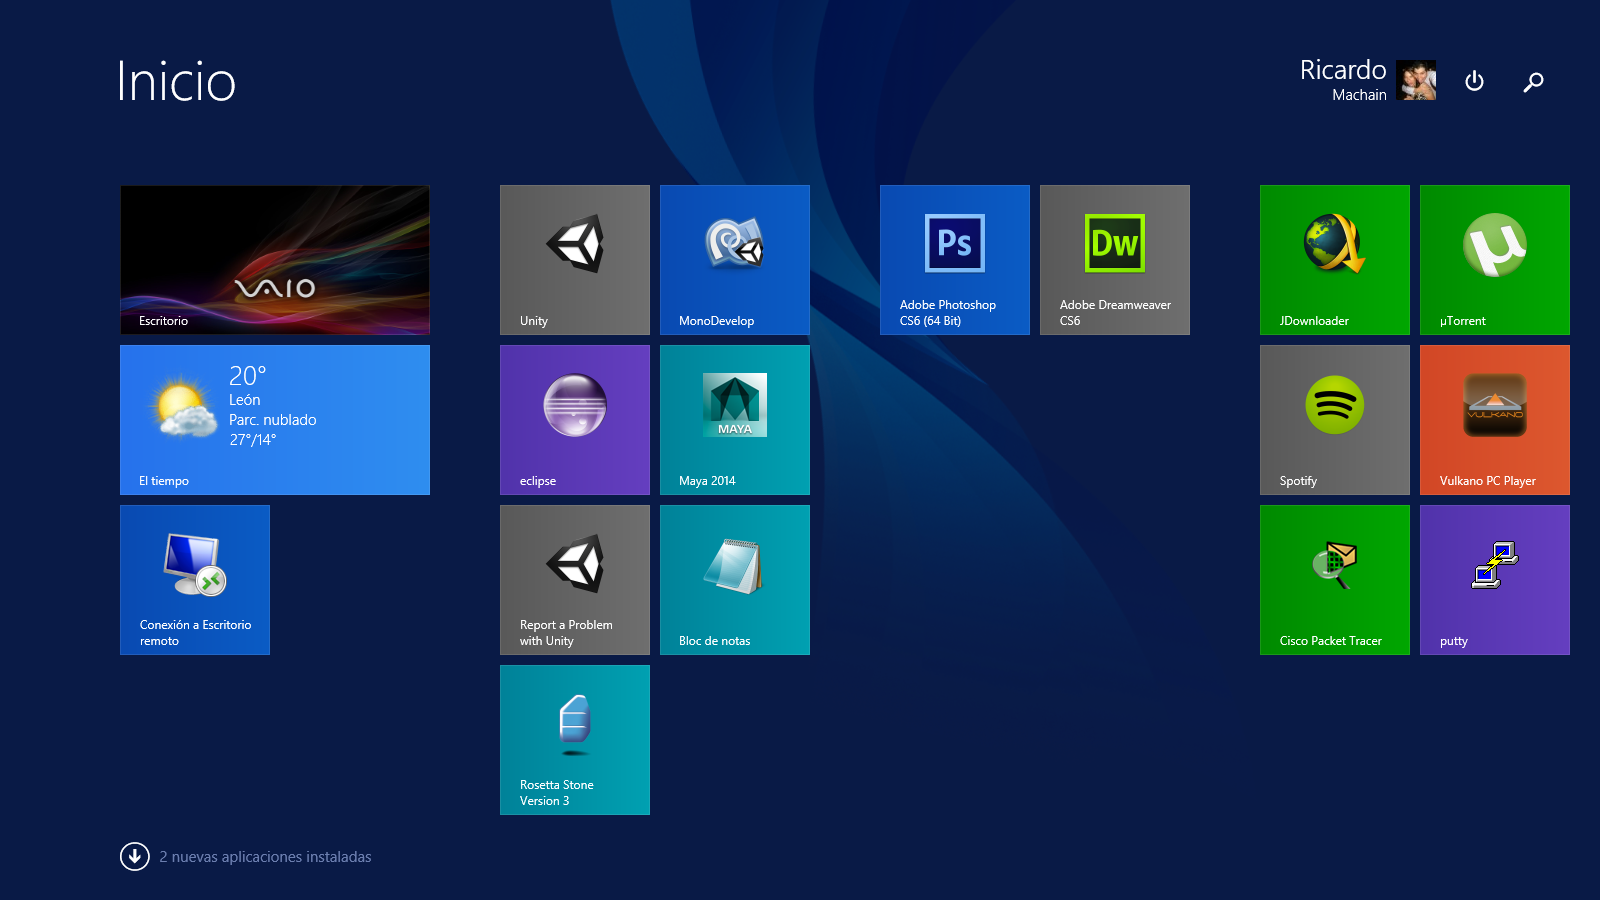 Inicio
Ricardo
Machain
VAIO
Escritorio
20°
León
Parc. nublado
27°/14°
El tiempo
Conexión a Escritorio
remoto
Unity
MonoDevelop
eclipse
MAYA
Maya 2014
Report a Problem
with Unity
Bloc de notas
Rosetta Stone
Version 3
Ps
Adobe Photoshop
CS6 (64 Bit)
Dw
Adobe Dreamweaver
CS6
JDownloader
µ
µTorrent
Spotify
VULKANO
Vulkano PC Player
Cisco Packet Tracer
putty
2 nuevas aplicaciones instaladas